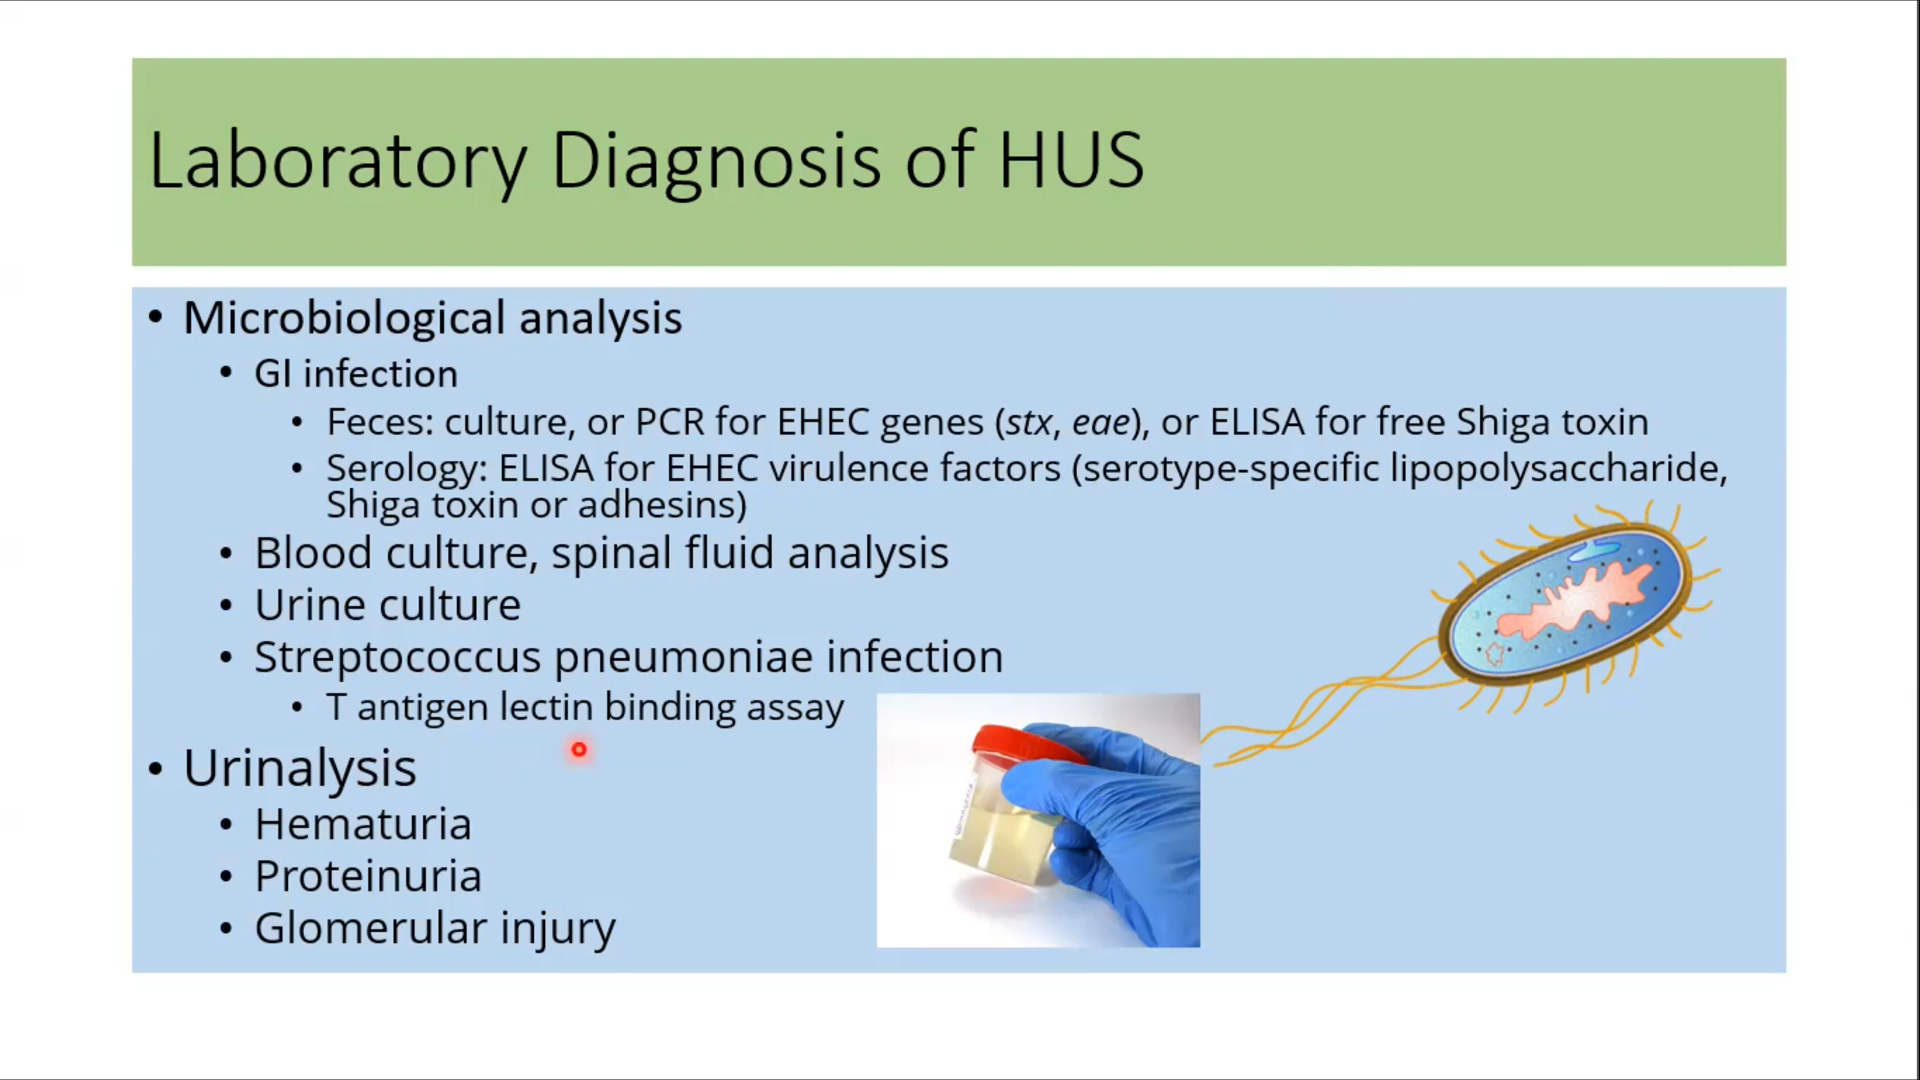 Laboratory Diagnosis of HUS
• Microbiological analysis
• GI infection
• Feces: culture, or PCR for EHEC genes (stx, eae), or ELISA for free Shiga toxin
• Serology: ELISA for EHEC virulence factors (serotype-specific lipopolysaccharide,
Shiga toxin or adhesins)
• Blood culture, spinal fluid analysis
• Urine culture
• Streptococcus pneumoniae infection
• T antigen lectin binding assay
• Urinalysis
• Hematuria
• Proteinuria
• Glomerular injury